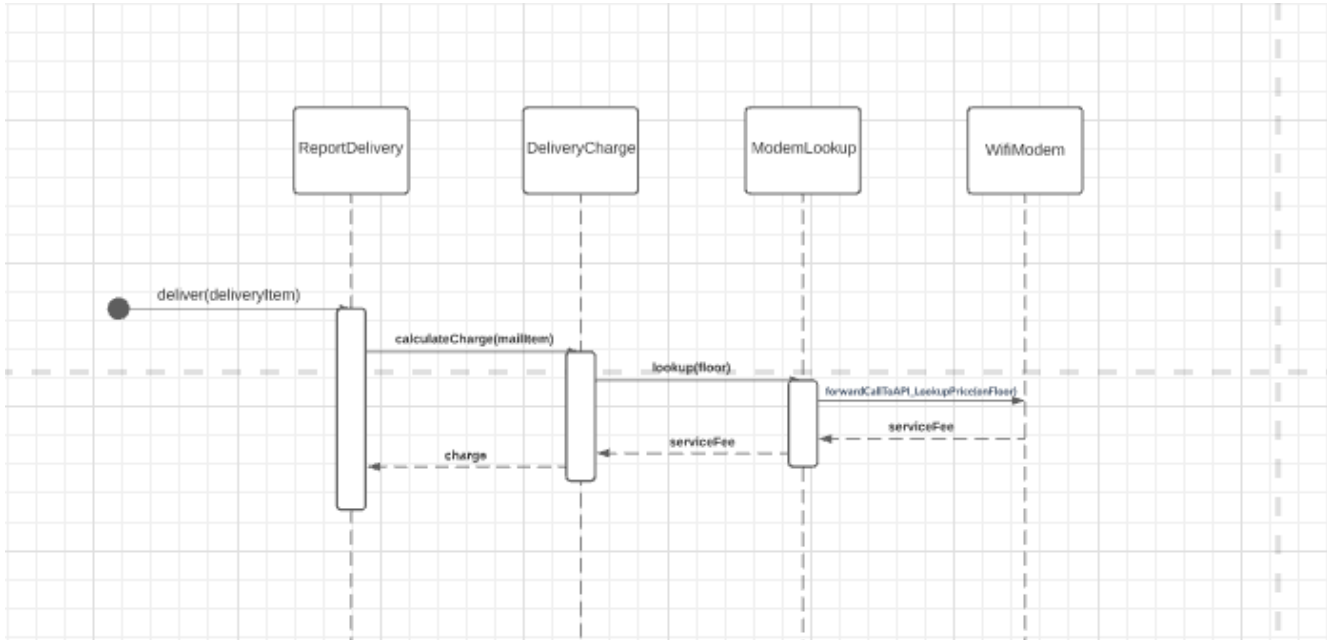 ReportDelivery
DeliveryCharge
ModemLookup
WifiModem
deliver(deliveryItem)
calculateCharge(mailItem)
lookup(floor)
forwardCallToAPI_LookupPrice(onFloor)
serviceFee
serviceFee
charge